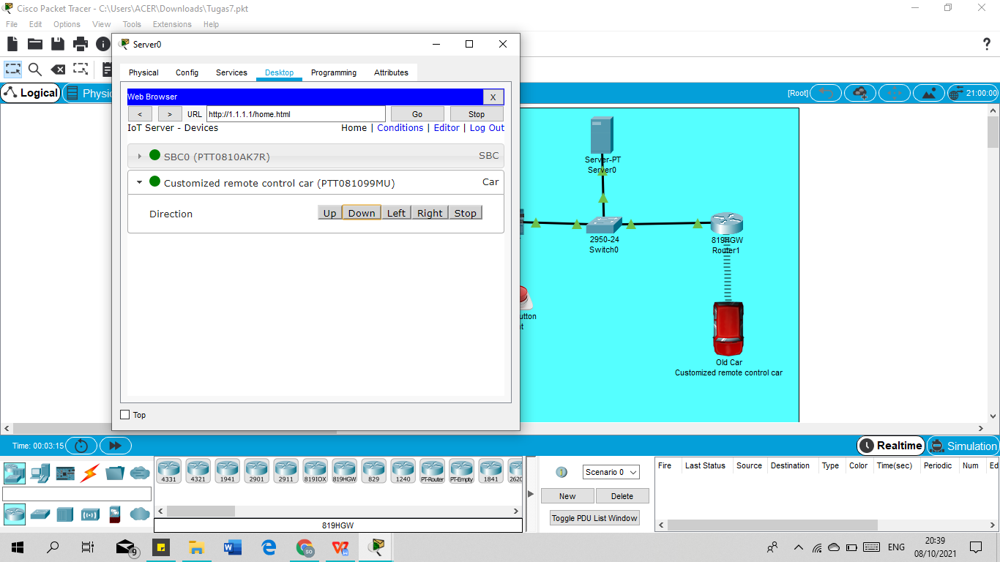 Cisco Packet Tracer - C:\Users\ACER\Downloads\Tugas7.pkt
File Edit Options View Tools Extensions Help
Server0
Physical Config Services Desktop Programming Attributes
Logical
Physic
[Root]
21:00:00
Web Browser
X
< > URL http://1.1.1.1/home.html Go Stop
IoT Server - Devices
Home | Conditions | Editor | Log Out
SBC0 (PTT0810AK7R) SBC
Customized remote control car (PTT081099MU) Car
Direction Up Down Left Right Stop
Top
Server-PT
Server0
2950-24
Switch0
819HGW
Router1
utton
t
Old Car
Customized remote control car
Time: 00:03:15
Realtime
Simulation
4331 4321 1941 2901 2911 819IOX 819HGW 829 1240 PT-Router PT-Empty 1841 2620
819HGW
Scenario 0
New Delete
Toggle PDU List Window
Fire Last Status Source Destination Type Color Time(sec) Periodic Num Ed
9
SO
ENG
20:39
08/10/2021